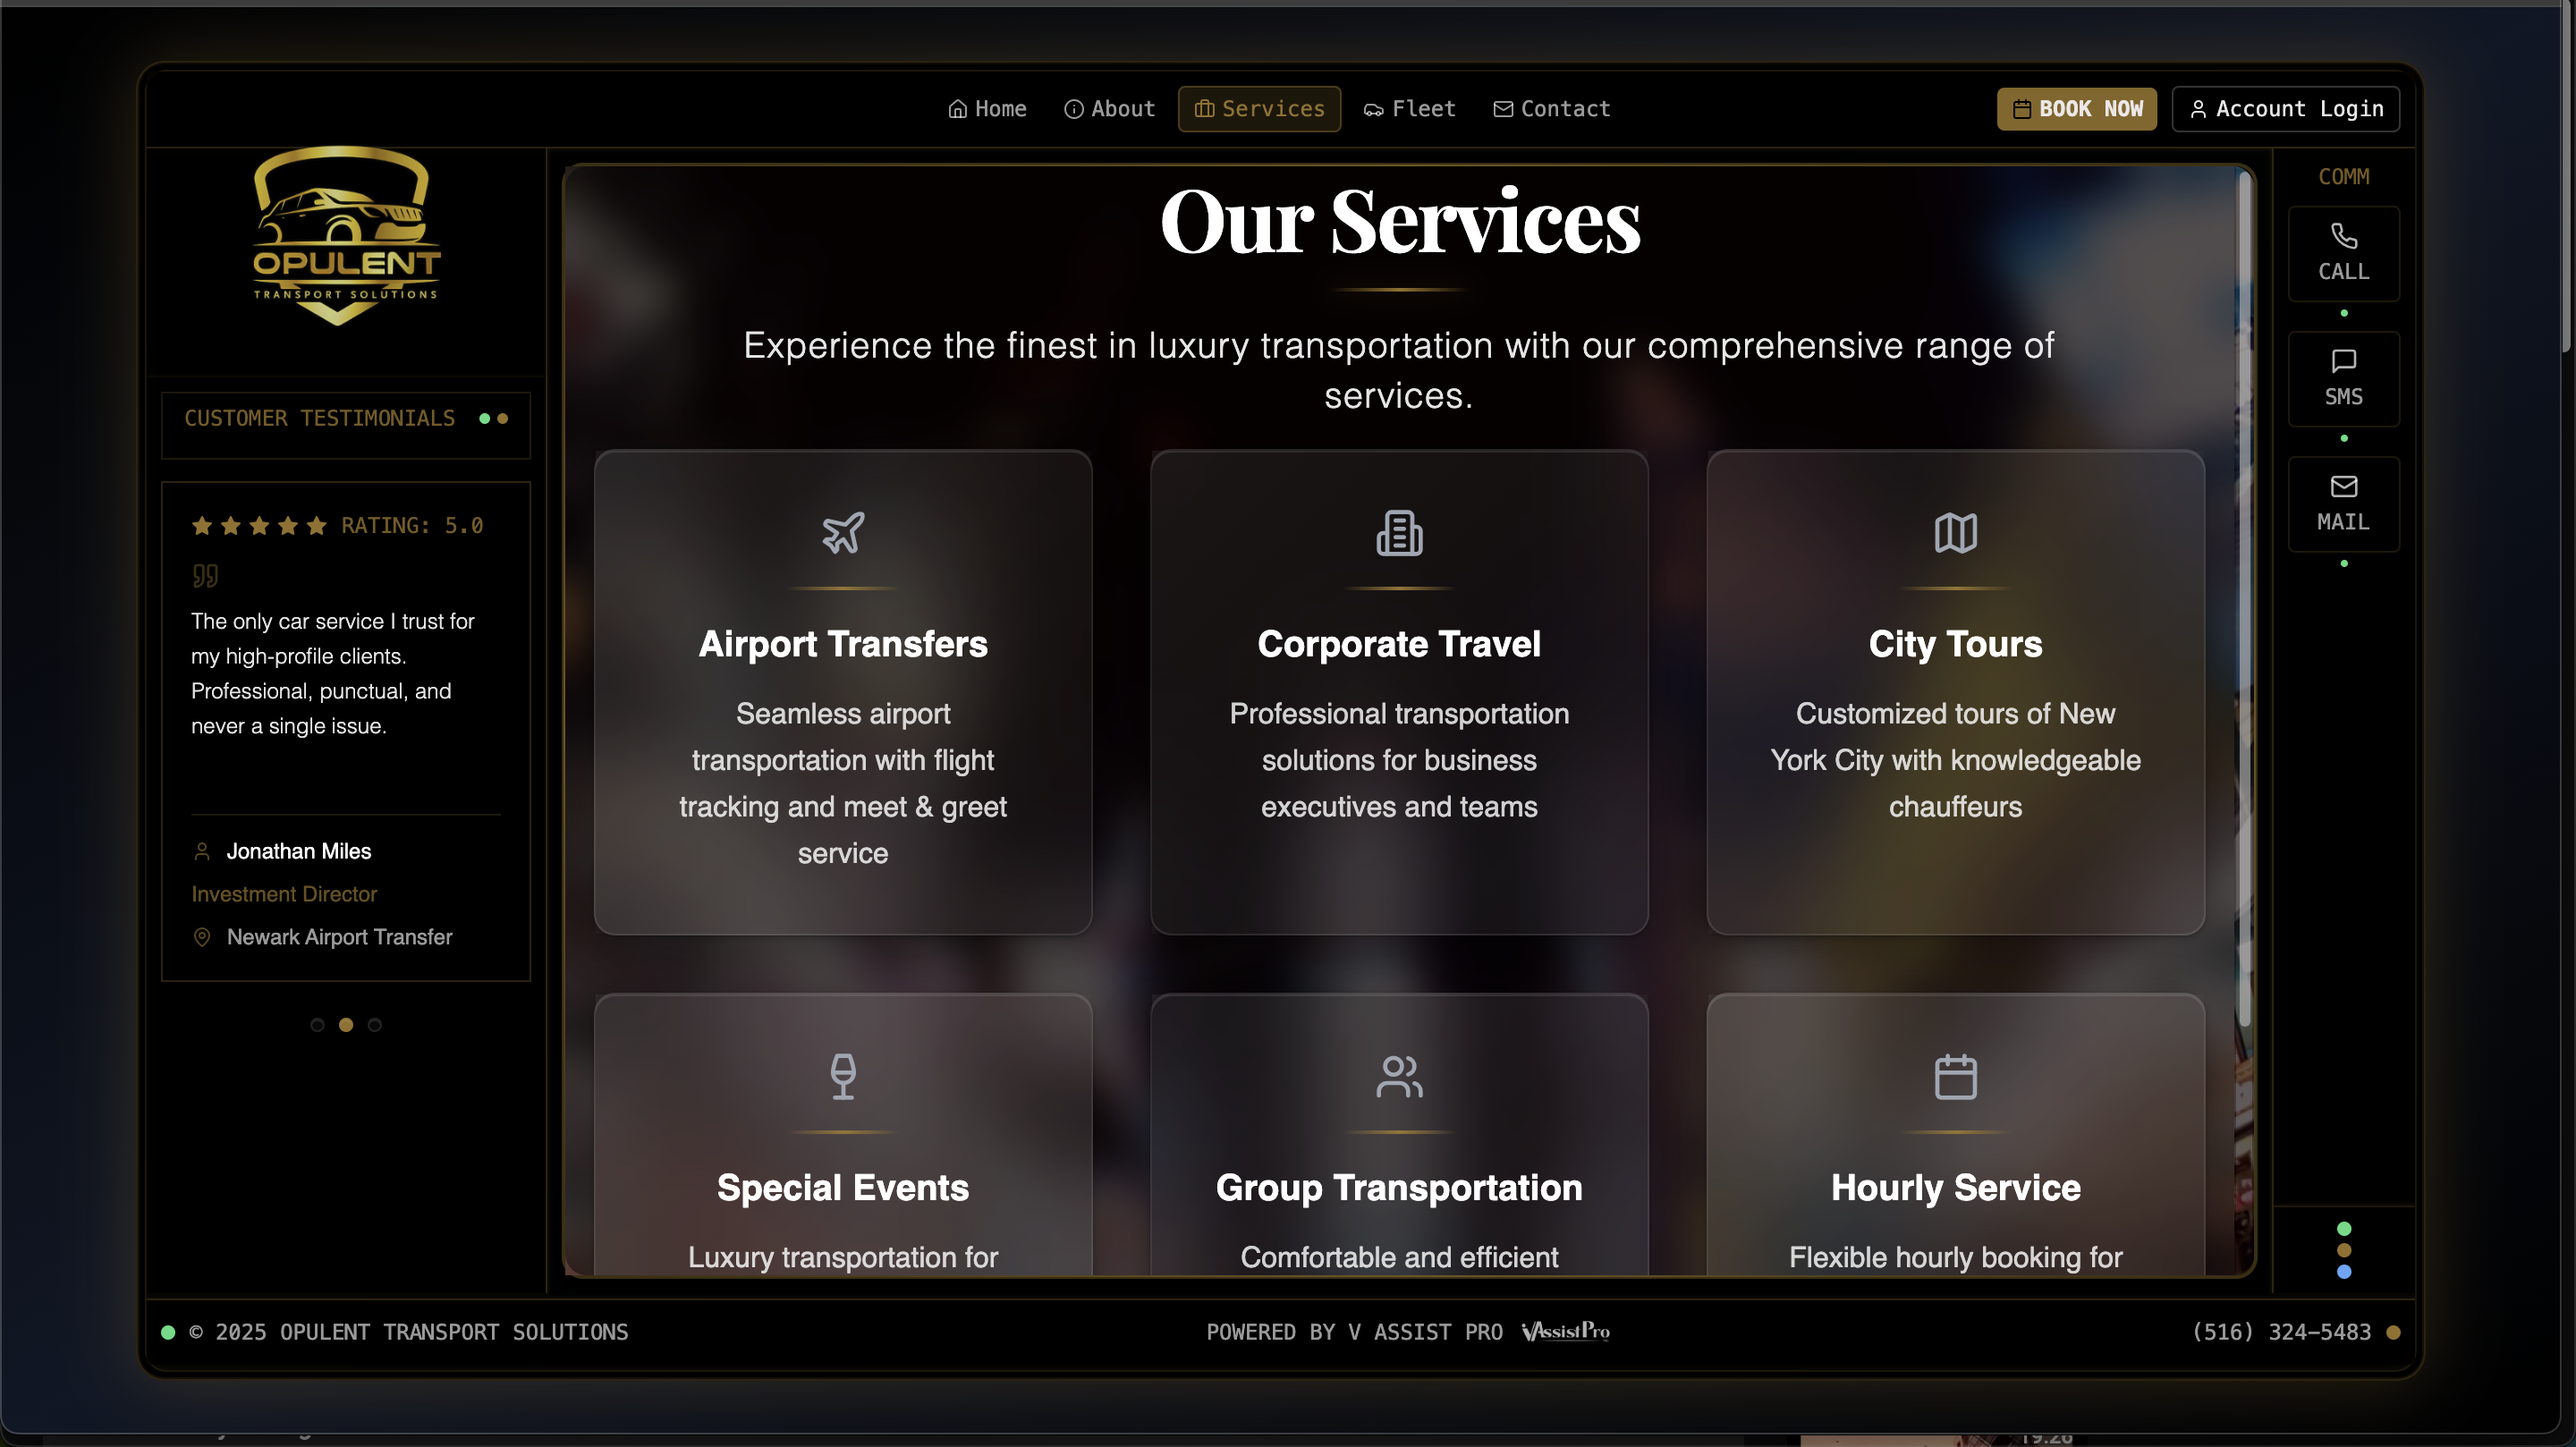 Home
About
Services
Fleet
Contact
BOOK NOW
Account Login
OPULENT
TRANSPORT SOLUTIONS
CUSTOMER TESTIMONIALS
RATING: 5.0
The only car service I trust for
my high-profile clients.
Professional, punctual, and
never a single issue.
Jonathan Miles
Investment Director
Newark Airport Transfer
Our Services
Experience the finest in luxury transportation with our comprehensive range of
services.
Airport Transfers
Seamless airport
transportation with flight
tracking and meet & greet
service
Corporate Travel
Professional transportation
solutions for business
executives and teams
City Tours
Customized tours of New
York City with knowledgeable
chauffeurs
Special Events
Luxury transportation for
Group Transportation
Comfortable and efficient
Hourly Service
Flexible hourly booking for
COMM
CALL
SMS
MAIL
© 2025 OPULENT TRANSPORT SOLUTIONS
POWERED BY V ASSIST PRO
VAssistPro
(516) 324-5483